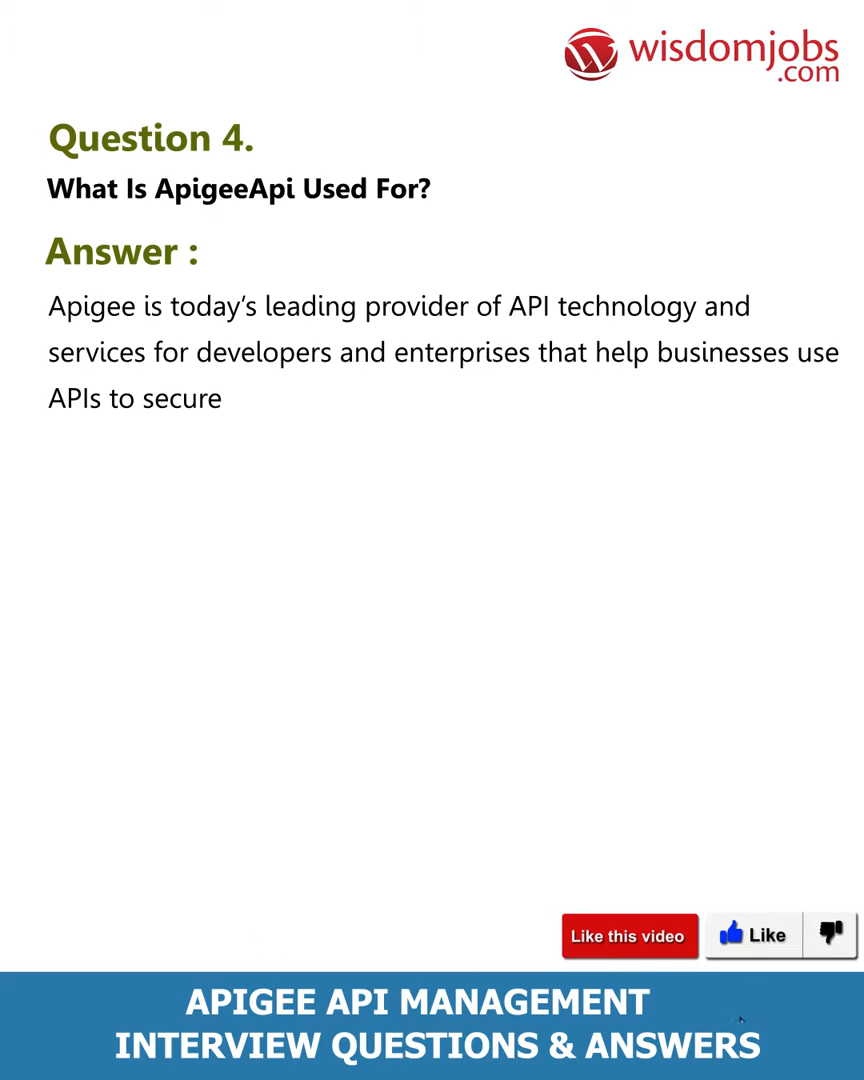 wisdomjobs
.com
Question 4.
What Is ApigeeApi Used For?
Answer :
Apigee is today’s leading provider of API technology and
services for developers and enterprises that help businesses use
APIs to secure
Like this video
Like
APIGEE API MANAGEMENT
INTERVIEW QUESTIONS & ANSWERS